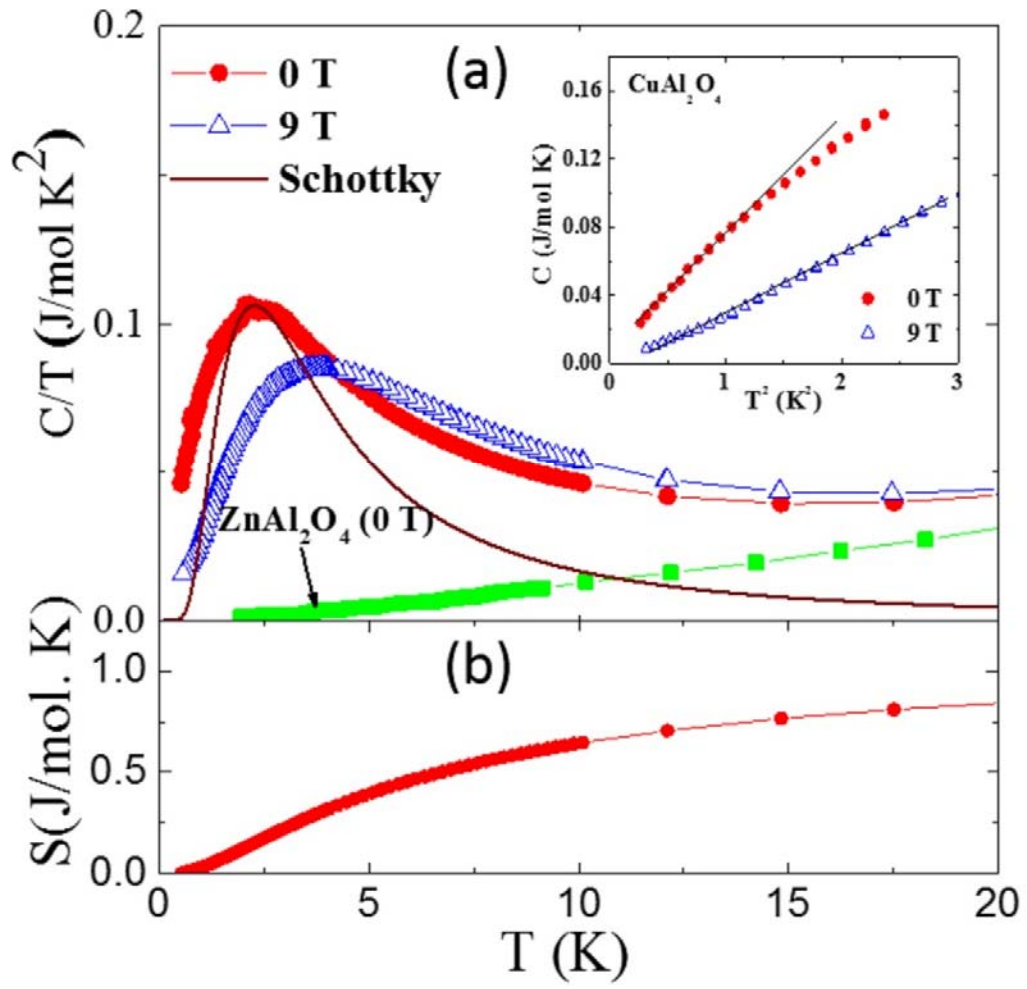 (a)
0 T
9 T
Schottky
C/T (J/mol K²)
0.2
0.1
0.0
ZnAl₂O₄ (0 T)
CuAl₂O₄
C (J/mol K)
0.16
0.12
0.08
0.04
0.00
0 T
9 T
0 1 2 3
T² (K²)
(b)
S(J/mol. K)
1.0
0.5
0.0
0 5 10 15 20
T (K)